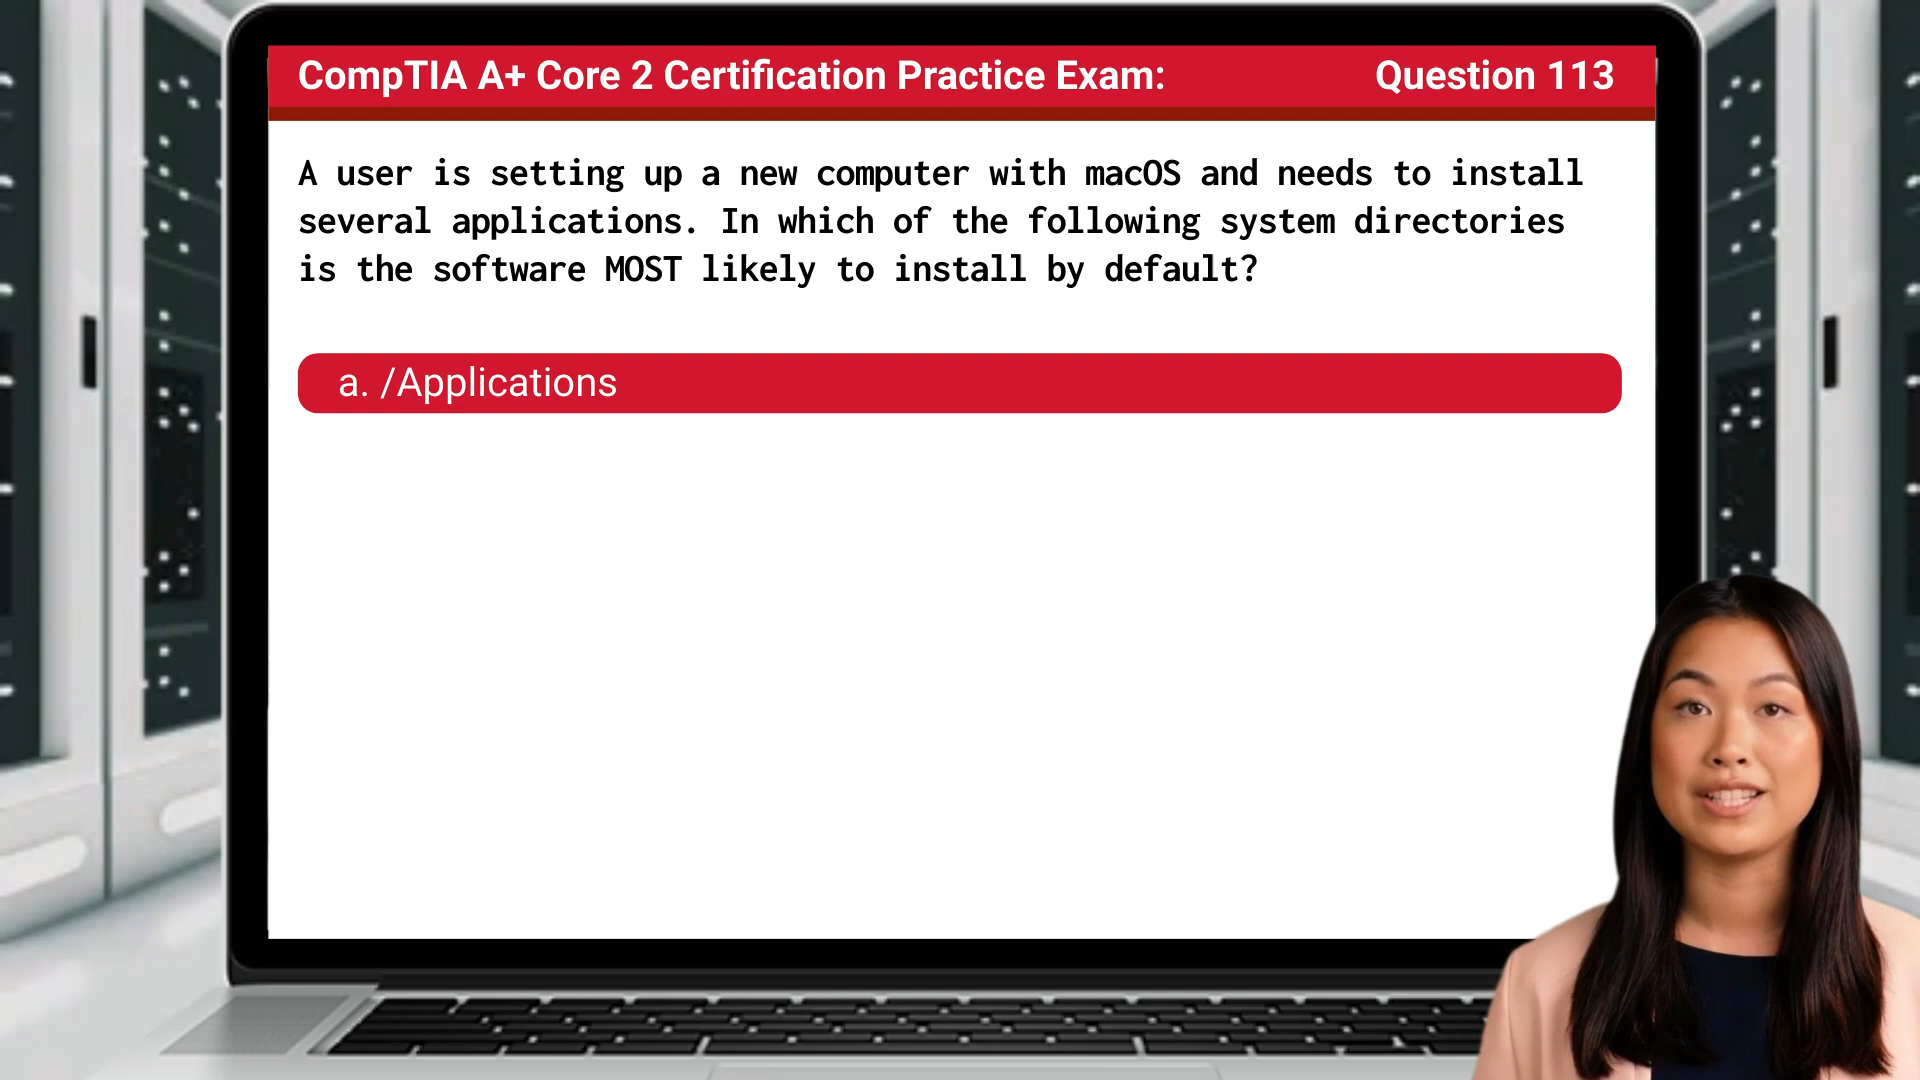 CompTIA A+ Core 2 Certification Practice Exam:
Question 113
A user is setting up a new computer with macOS and needs to install
several applications. In which of the following system directories
is the software MOST likely to install by default?
a. /Applications